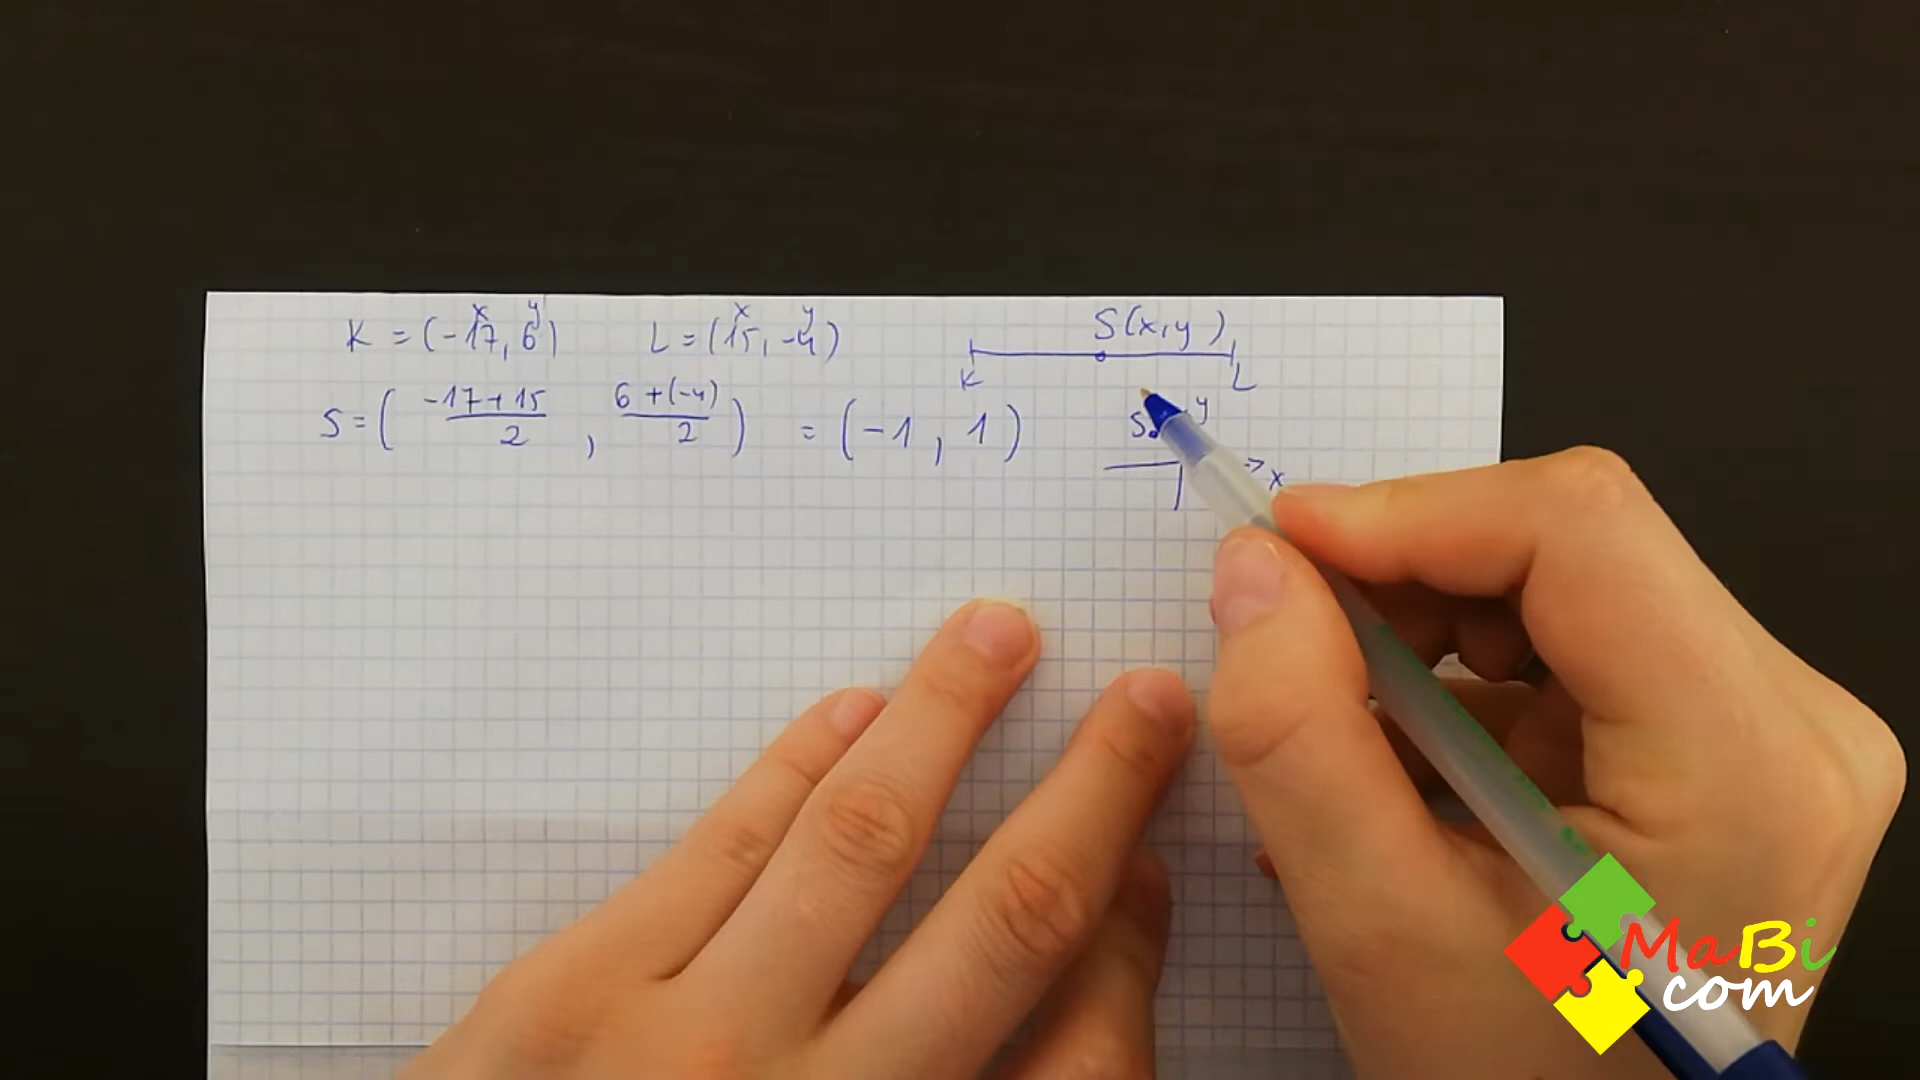 K = (-17, 6) L = (15, -4) S(x,y)
x y x y
K L
S = ( -17+15 / 2 , 6+(-4) / 2 ) = (-1, 1)
S y
x
MaBi
com